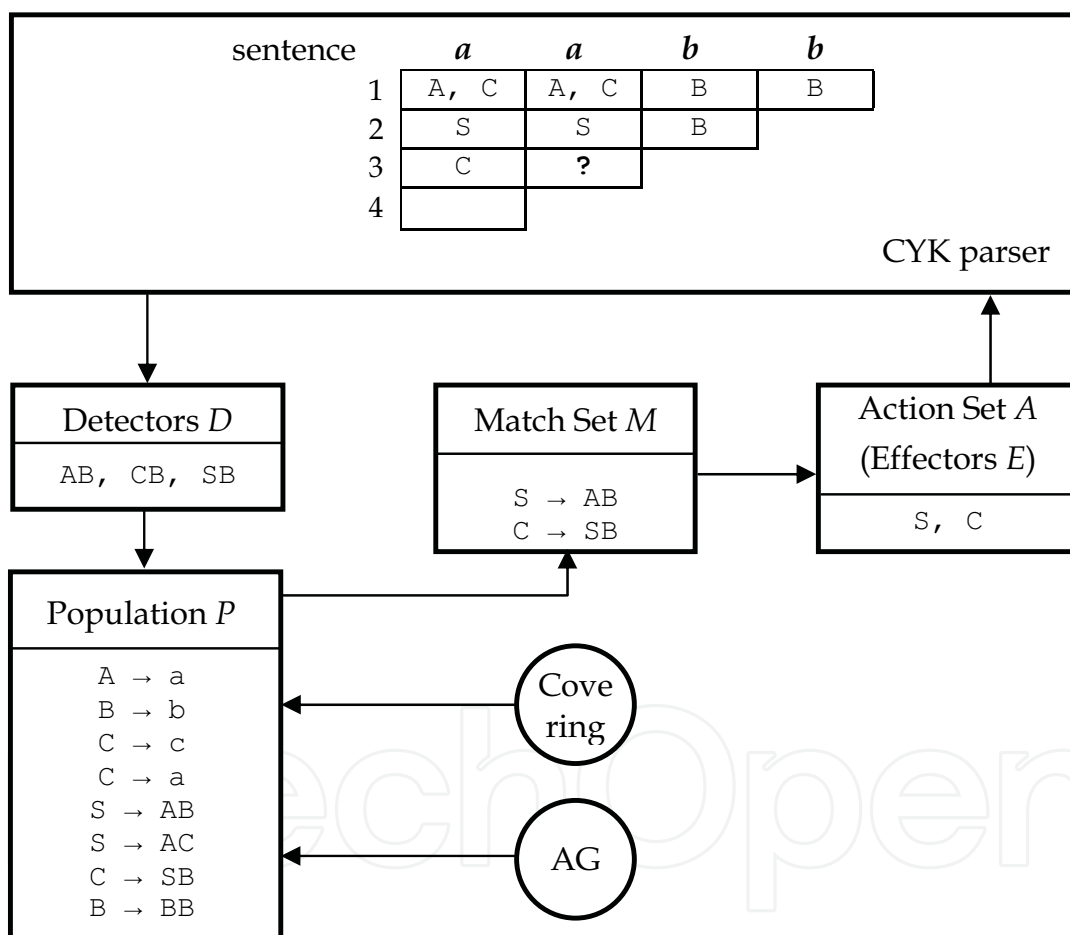 sentence a a b b
1 A, C A, C B B
2 S S B
3 C ?
4
CYK parser
Detectors D
AB, CB, SB
Match Set M
S → AB
C → SB
Action Set A
(Effectors E)
S, C
Population P
A → a
B → b
C → c
C → a
S → AB
S → AC
C → SB
B → BB
Cove
ring
AG
echOpen